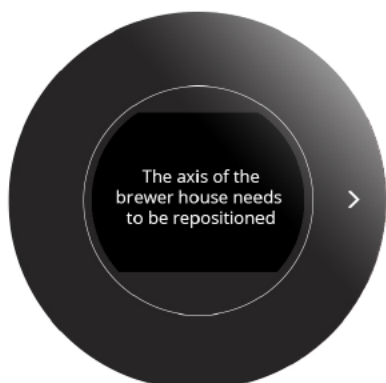 The axis of the
brewer house needs
to be repositioned